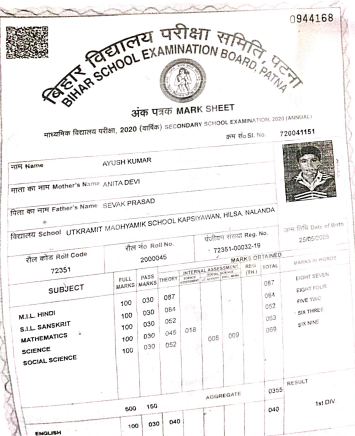 0944168
बिहार विद्यालय परीक्षा समिति, पटना
BIHAR SCHOOL EXAMINATION BOARD, PATNA
अंक पत्रक MARK SHEET
माध्यमिक विद्यालय परीक्षा, 2020 (वार्षिक) SECONDARY SCHOOL EXAMINATION, 2020 (ANNUAL)
क्रम सं० Sl. No. 720041151
नाम Name AYUSH KUMAR
माता का नाम Mother's Name ANITA DEVI
पिता का नाम Father's Name SEVAK PRASAD
विद्यालय School UTKRAMIT MADHYAMIK SCHOOL KAPSIYAWAN, HILSA, NALANDA
रौल कोड Roll Code रौल नं० Roll No. पंजीयन संख्या Reg. No. जन्म तिथि Date of Birth
72351 2000045 72351-00032-19
MARKS OBTAINED
SUBJECT FULL MARKS PASS MARKS THEORY INTERNAL ASSESSMENT REG (TH.) TOTAL MARKS IN WORDS
M.I.L. HINDI 100 030 087 087 EIGHT SEVEN
S.I.L. SANSKRIT 100 030 084 084 EIGHT FOUR
MATHEMATICS 100 030 052 052 FIVE TWO
SCIENCE 100 030 045 018 SIX THREE
SOCIAL SCIENCE 100 030 052 008 009 069 SIX NINE
500 150 AGGREGATE 0355 RESULT
ENGLISH 100 030 040 040 1st DIV